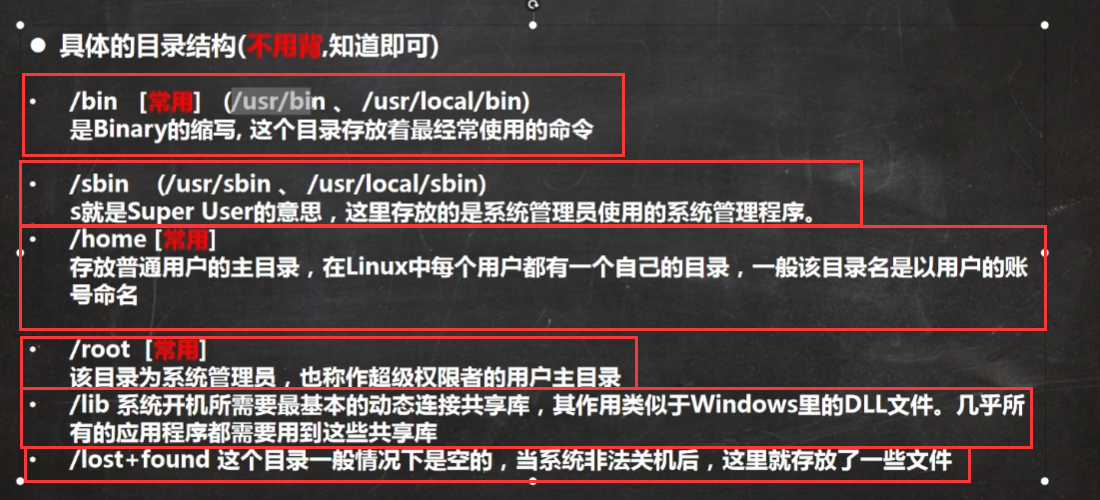 ● 具体的目录结构(不用背,知道即可)
• /bin [常用] (/usr/bin 、 /usr/local/bin)
是Binary的缩写, 这个目录存放着最经常使用的命令
• /sbin (/usr/sbin 、 /usr/local/sbin)
s就是Super User的意思，这里存放的是系统管理员使用的系统管理程序。
• /home [常用]
存放普通用户的主目录，在Linux中每个用户都有一个自己的目录，一般该目录名是以用户的账
号命名
• /root [常用]
该目录为系统管理员，也称作超级权限者的用户主目录
• /lib 系统开机所需要最基本的动态连接共享库，其作用类似于Windows里的DLL文件。几乎所
有的应用程序都需要用到这些共享库
• /lost+found 这个目录一般情况下是空的，当系统非法关机后，这里就存放了一些文件